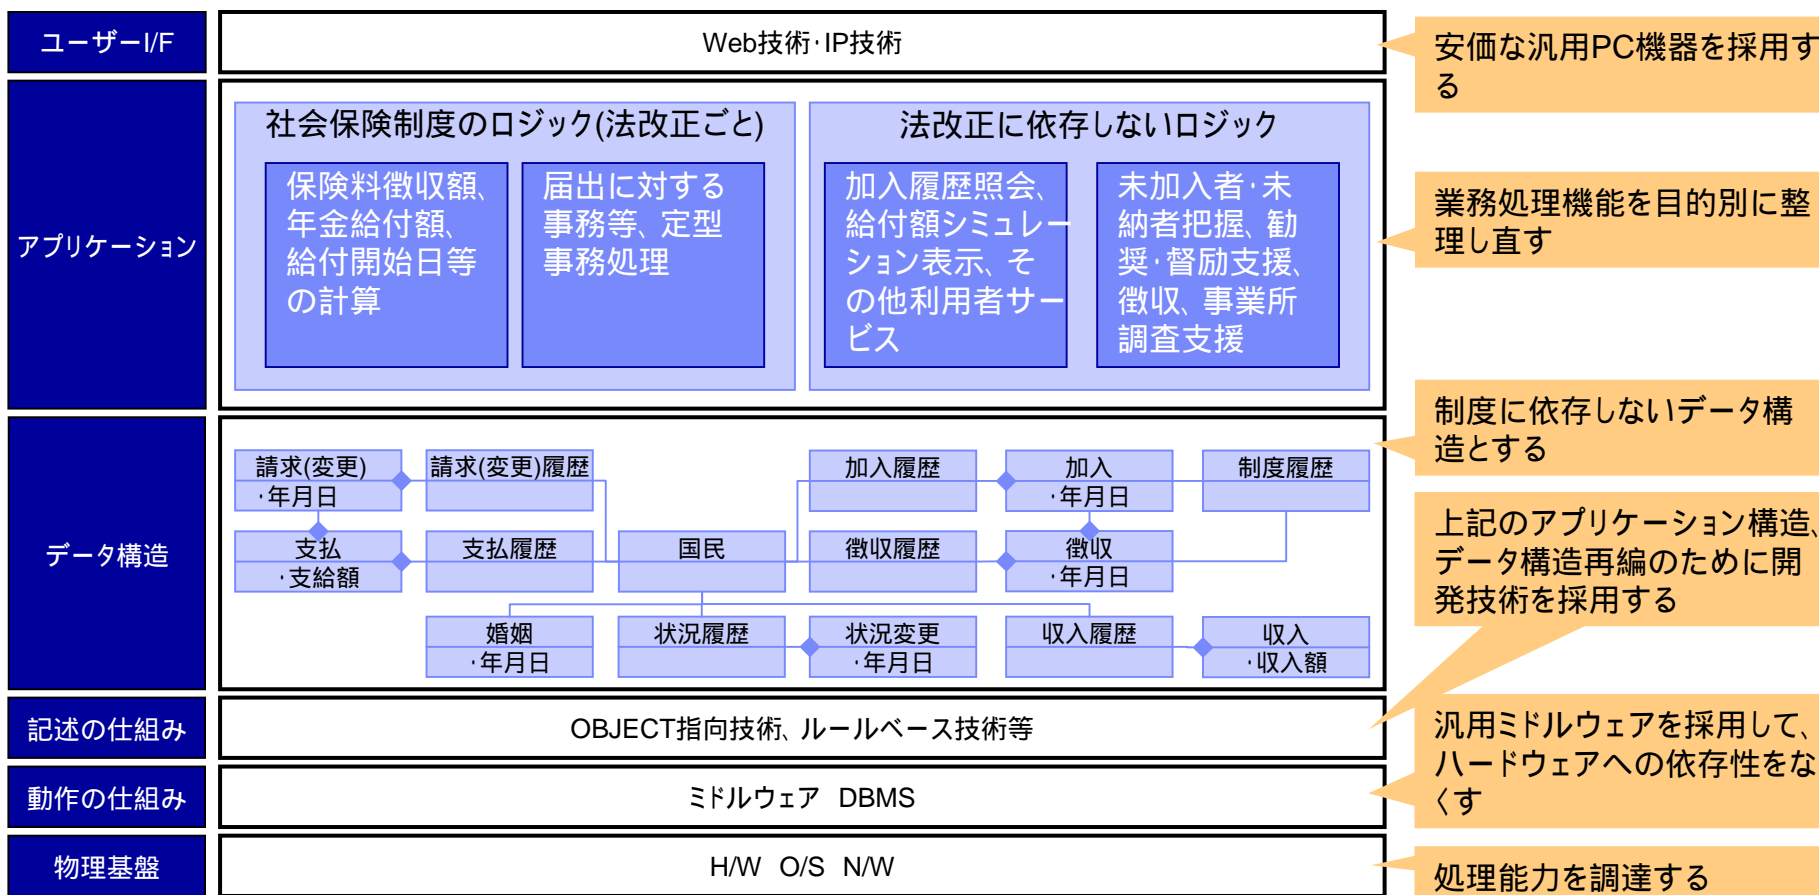 ユーザーI/F
Web技術･IP技術
安価な汎用PC機器を採用す
る
アプリケーション
社会保険制度のロジック(法改正ごと)
保険料徴収額、
年金給付額、
給付開始日等
の計算
届出に対する
事務等、定型
事務処理
法改正に依存しないロジック
加入履歴照会、
給付額シミュレー
ション表示、そ
の他利用者サー
ビス
未加入者･未
納者把握、勧
奨･督励支援、
徴収、事業所
調査支援
業務処理機能を目的別に整
理し直す
データ構造
請求(変更)
･年月日
請求(変更)履歴
加入履歴
加入
･年月日
制度履歴
支払
･支給額
支払履歴
国民
徴収履歴
徴収
･年月日
婚姻
･年月日
状況履歴
状況変更
･年月日
収入履歴
収入
･収入額
制度に依存しないデータ構
造とする
上記のアプリケーション構造、
データ構造再編のために開
発技術を採用する
記述の仕組み
OBJECT指向技術、ルールベース技術等
汎用ミドルウェアを採用して、
ハードウェアへの依存性をな
くす
動作の仕組み
ミドルウェア DBMS
物理基盤
H/W O/S N/W
処理能力を調達する